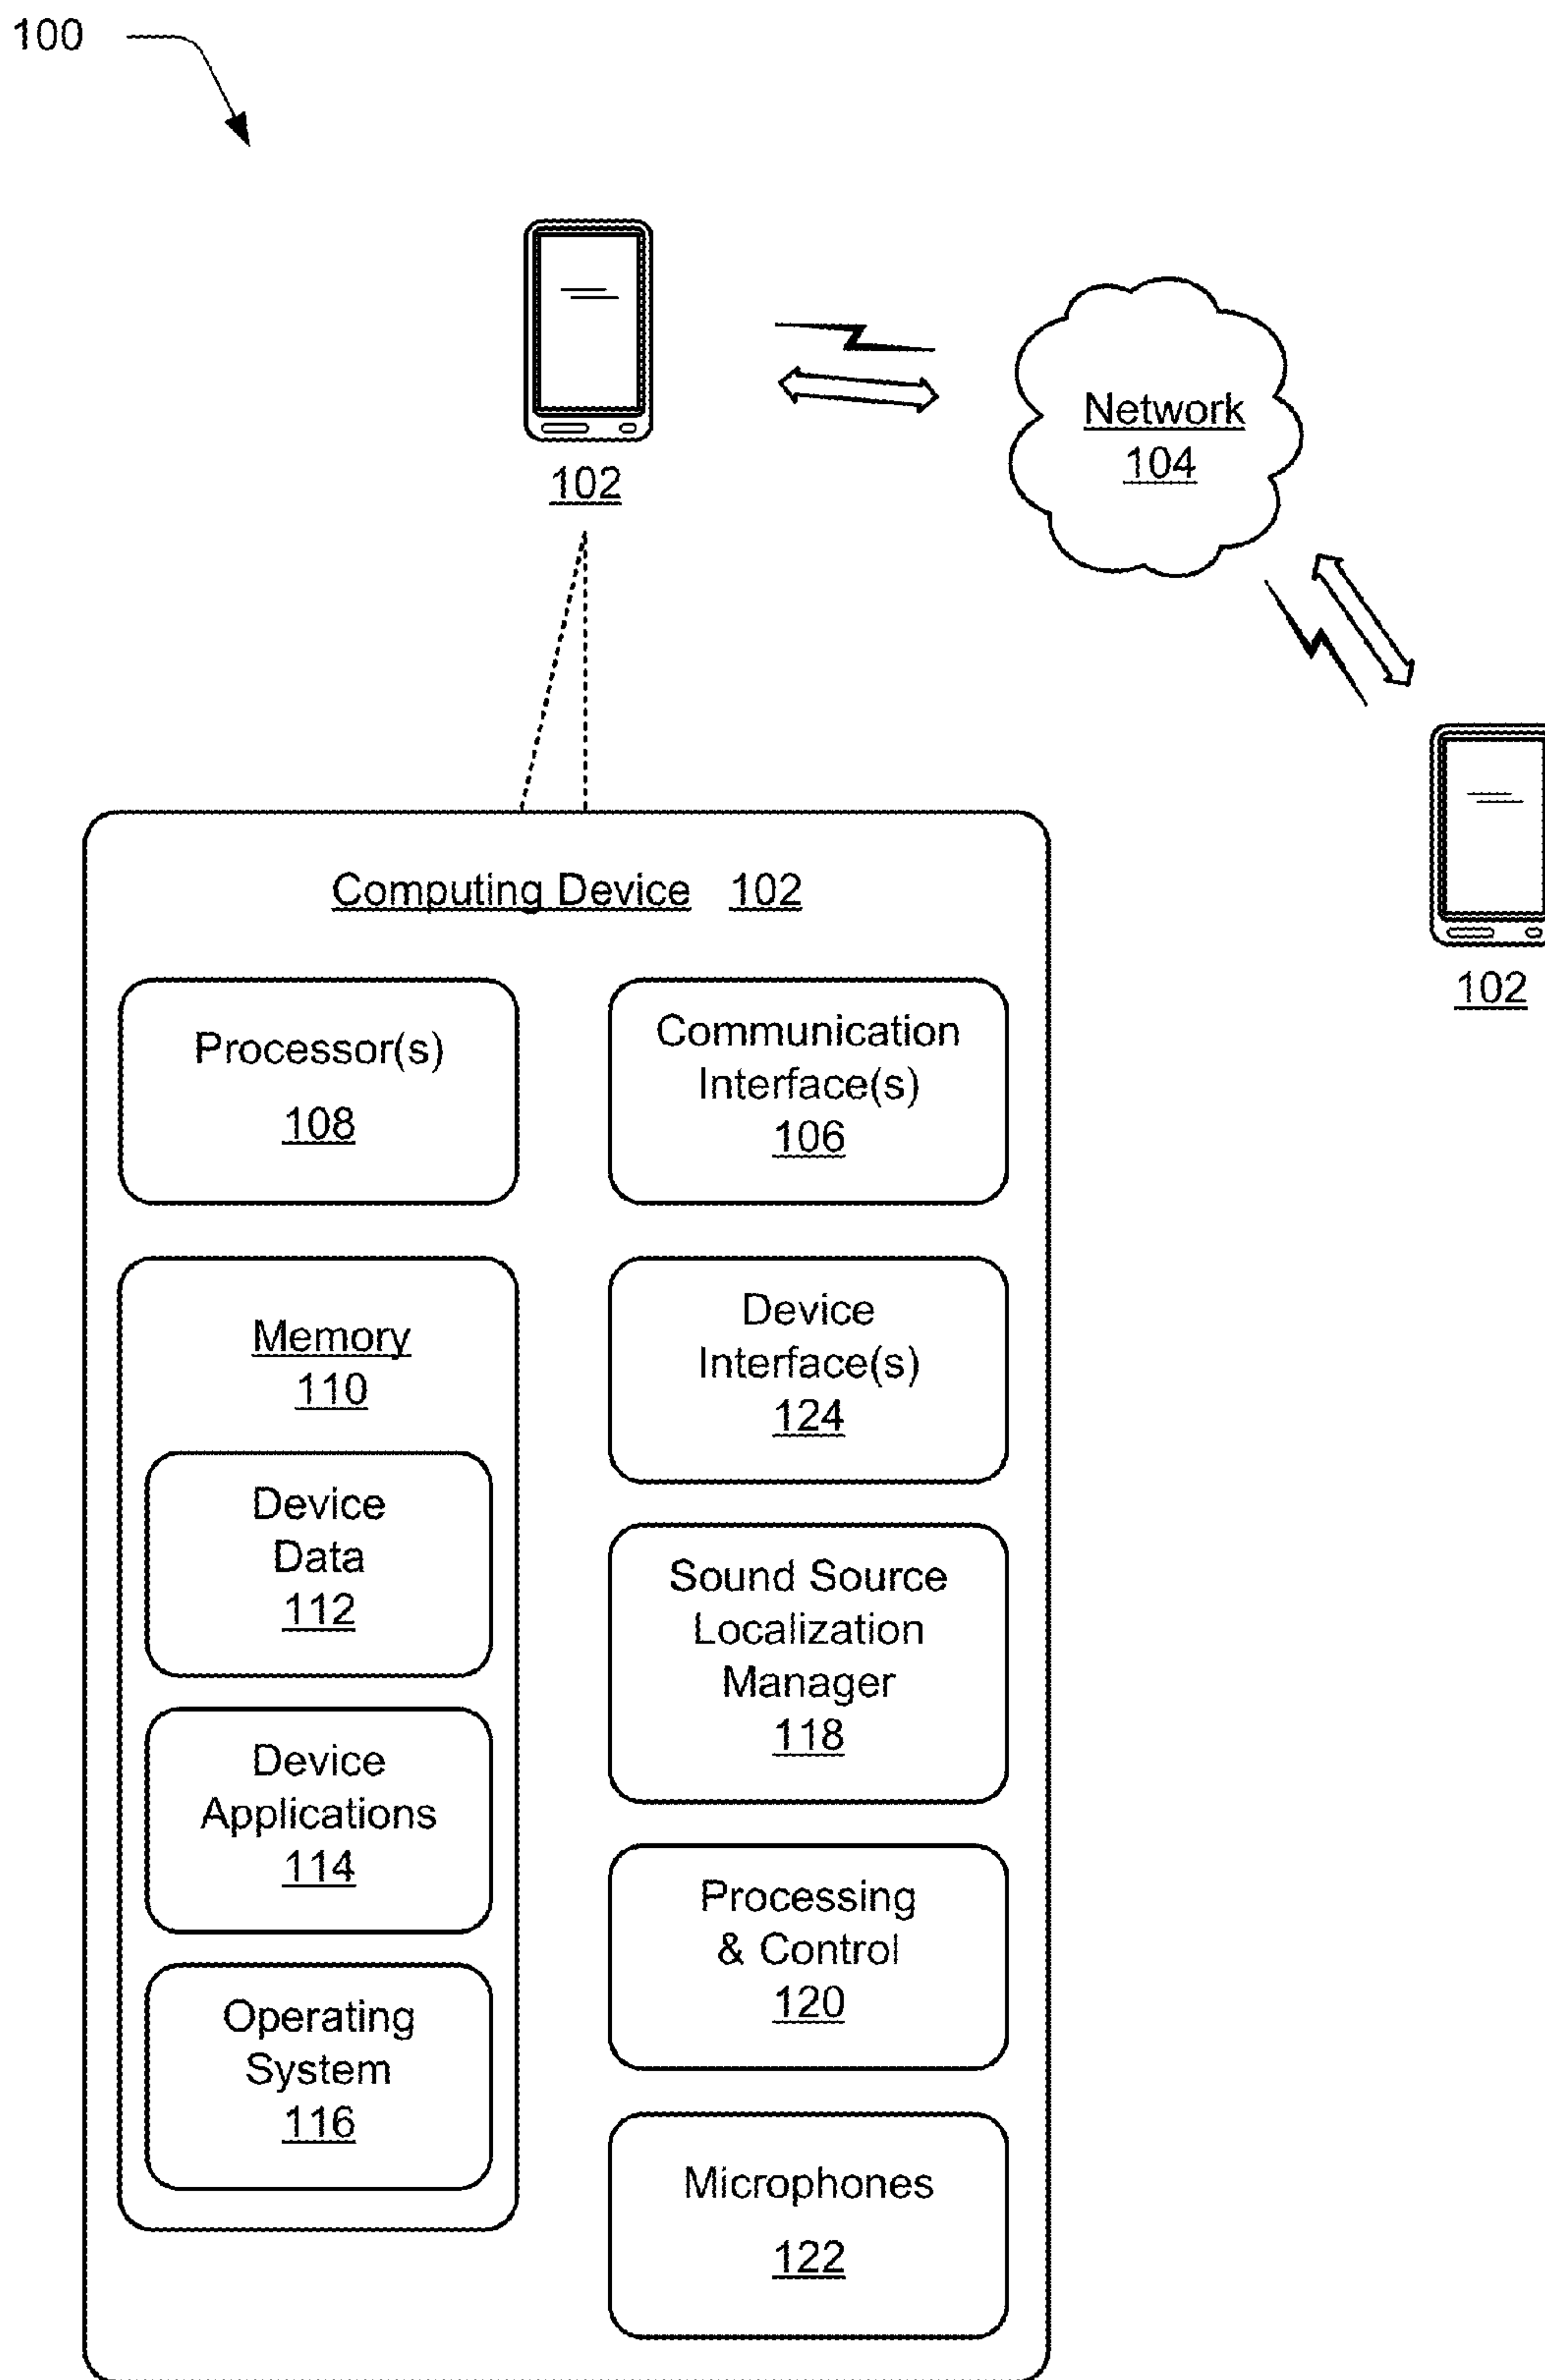 100
102
Network
104
102
Computing Device 102
Processor(s)
108
Communication
Interface(s)
106
Memory
110
Device
Data
112
Device
Applications
114
Operating
System
116
Device
Interface(s)
124
Sound Source
Localization
Manager
118
Processing
& Control
120
Microphones
122